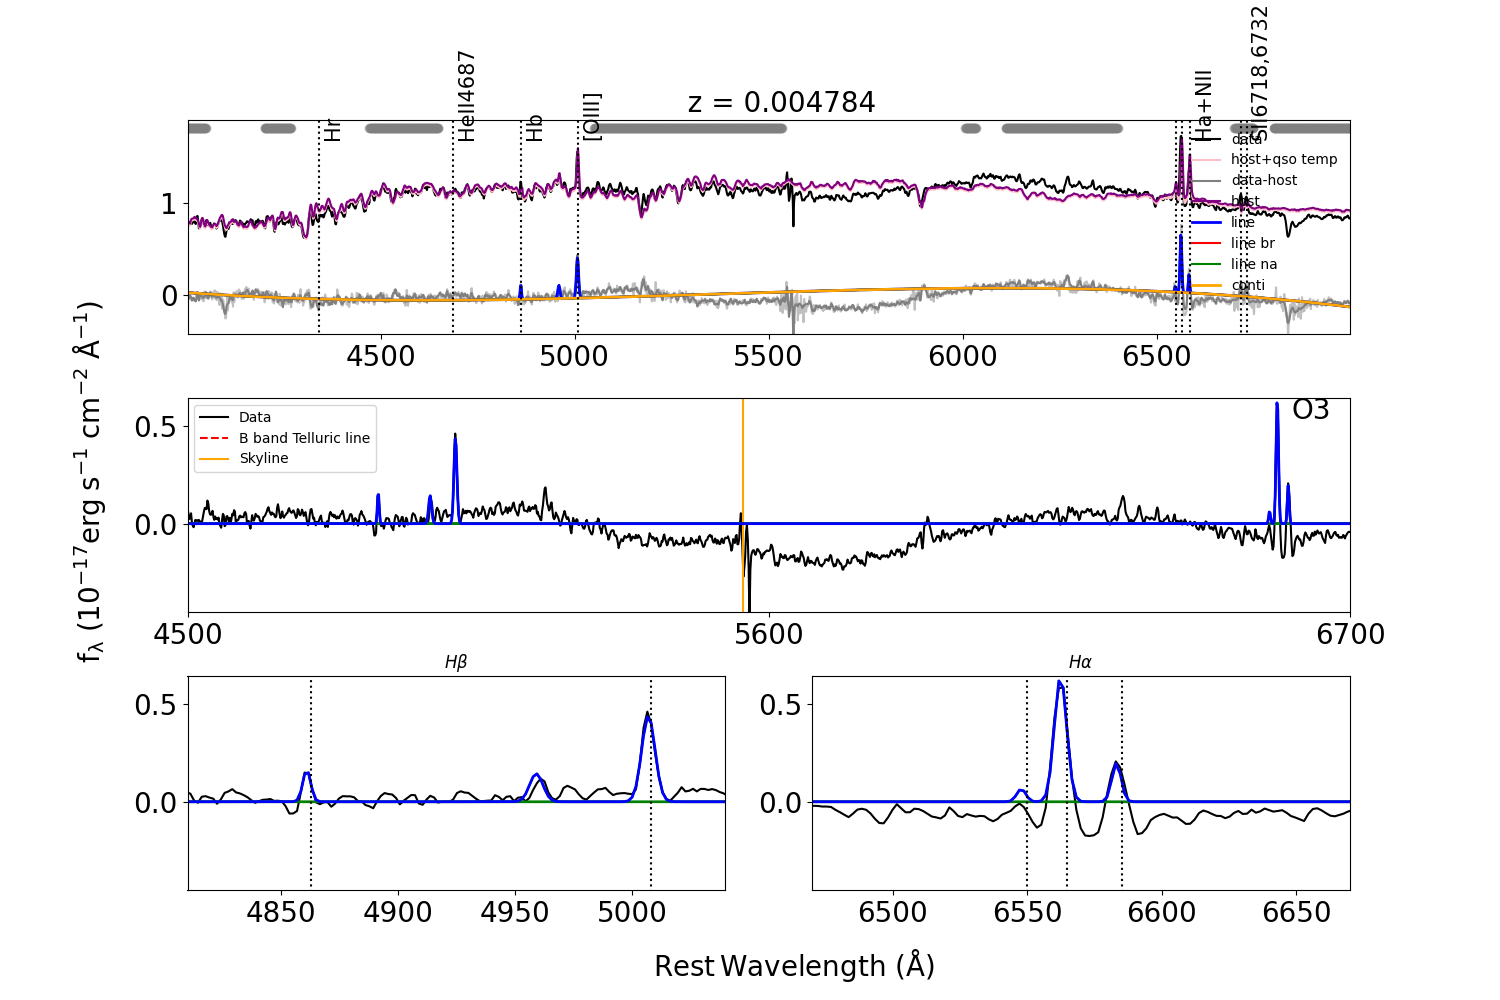 z = 0.004784
Hr
HeII4687
Hb
[OIII]
Ha+NII
SII6718,6732
data
host+qso temp
data-host
host
line
line br
line na
conti
1
0
4500 5000 5500 6000 6500
f_λ (10^−17 erg s^−1 cm^−2 Å^−1)
Data
B band Telluric line
Skyline
O3
0.5
0.0
4500 5600 6700
Hβ
0.5
0.0
4850 4900 4950 5000
Hα
0.5
0.0
6500 6550 6600 6650
Rest Wavelength (Å)